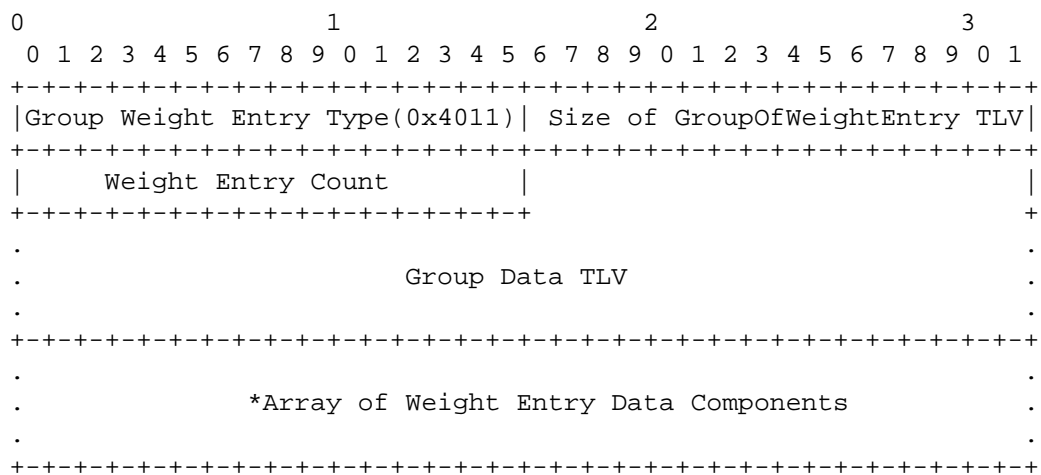 0                   1                   2                   3
 0 1 2 3 4 5 6 7 8 9 0 1 2 3 4 5 6 7 8 9 0 1 2 3 4 5 6 7 8 9 0 1
+-+-+-+-+-+-+-+-+-+-+-+-+-+-+-+-+-+-+-+-+-+-+-+-+-+-+-+-+-+-+-+-+
|Group Weight Entry Type(0x4011)| Size of GroupOfWeightEntry TLV|
+-+-+-+-+-+-+-+-+-+-+-+-+-+-+-+-+-+-+-+-+-+-+-+-+-+-+-+-+-+-+-+-+
|     Weight Entry Count        |                               |
+-+-+-+-+-+-+-+-+-+-+-+-+-+-+-+-+                               +
.                                                               .
.                        Group Data TLV                         .
.                                                               .
+-+-+-+-+-+-+-+-+-+-+-+-+-+-+-+-+-+-+-+-+-+-+-+-+-+-+-+-+-+-+-+-+
.                                                               .
.              *Array of Weight Entry Data Components           .
.                                                               .
+-+-+-+-+-+-+-+-+-+-+-+-+-+-+-+-+-+-+-+-+-+-+-+-+-+-+-+-+-+-+-+-+